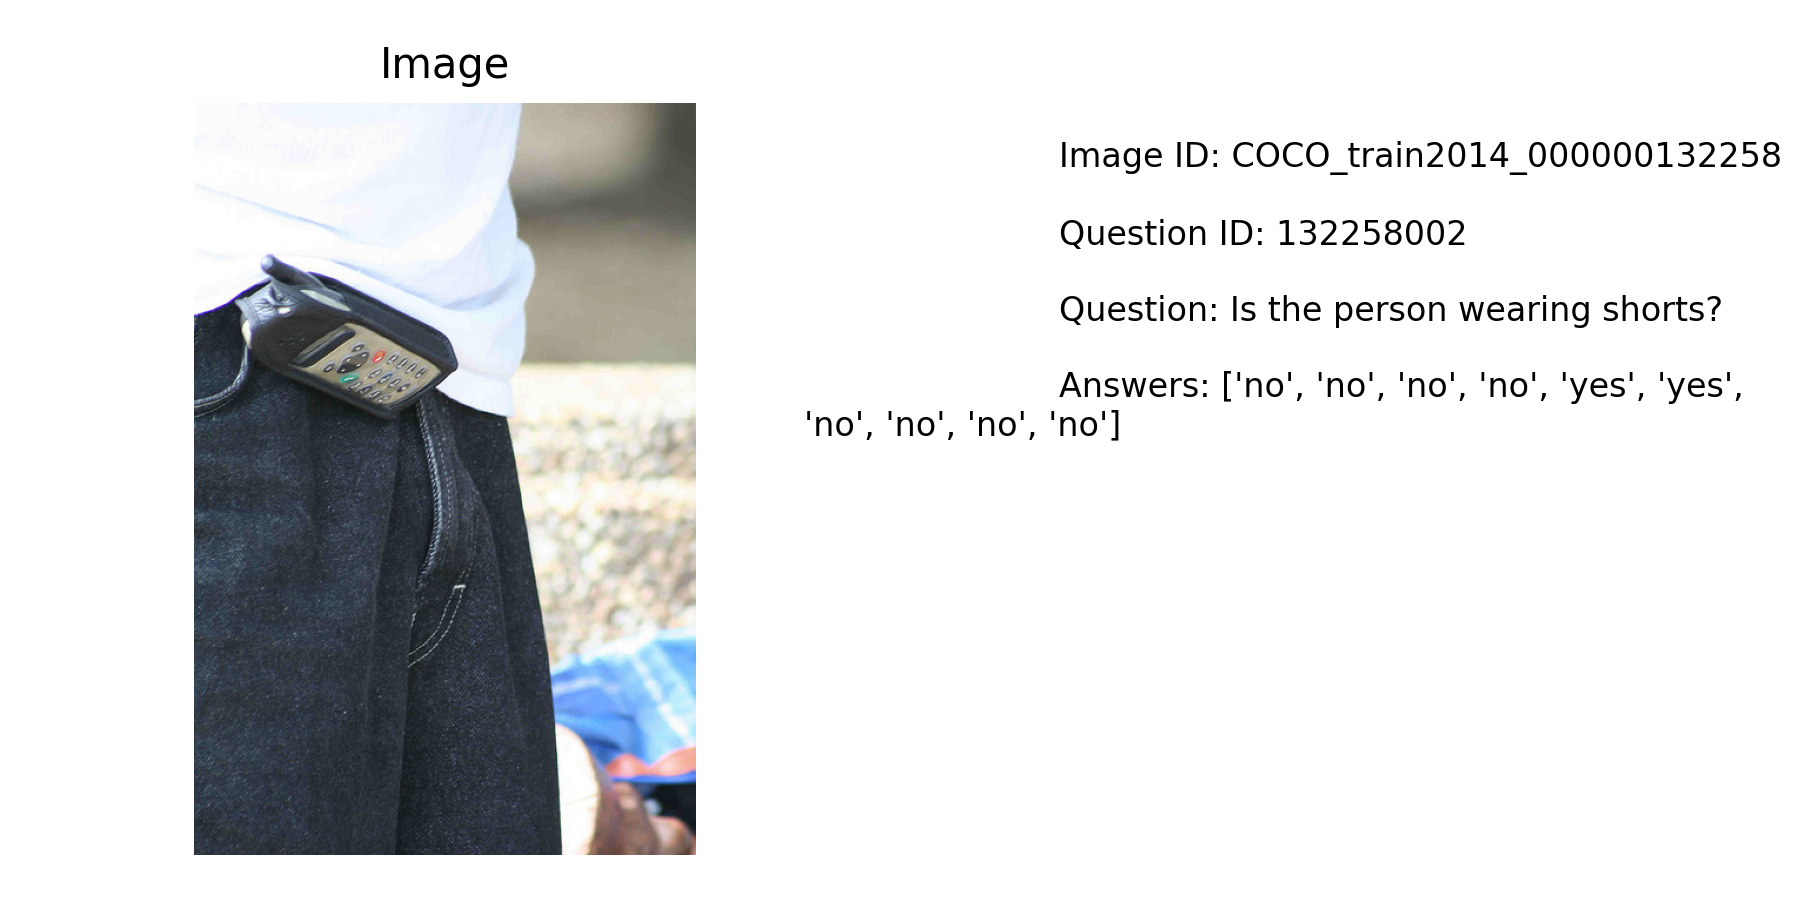 Image
Image ID: COCO_train2014_000000132258
Question ID: 132258002
Question: Is the person wearing shorts?
Answers: ['no', 'no', 'no', 'no', 'yes', 'yes',
'no', 'no', 'no', 'no']